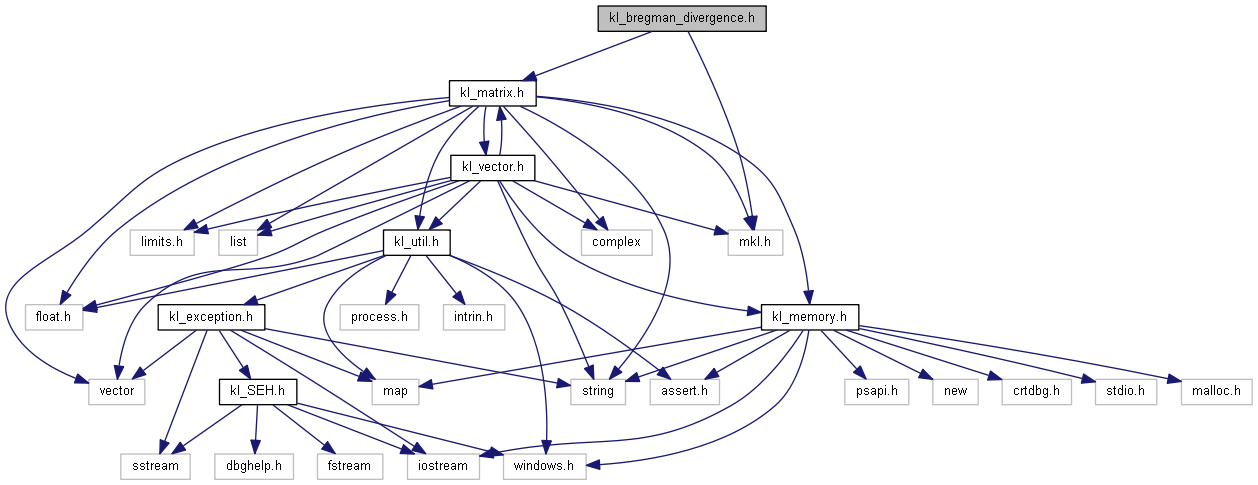 kl_bregman_divergence.h
kl_matrix.h
kl_vector.h
limits.h
list
kl_util.h
complex
mkl.h
float.h
kl_exception.h
process.h
intrin.h
kl_memory.h
vector
kl_SEH.h
map
string
assert.h
psapi.h
new
crtdbg.h
stdio.h
malloc.h
sstream
dbghelp.h
fstream
iostream
windows.h